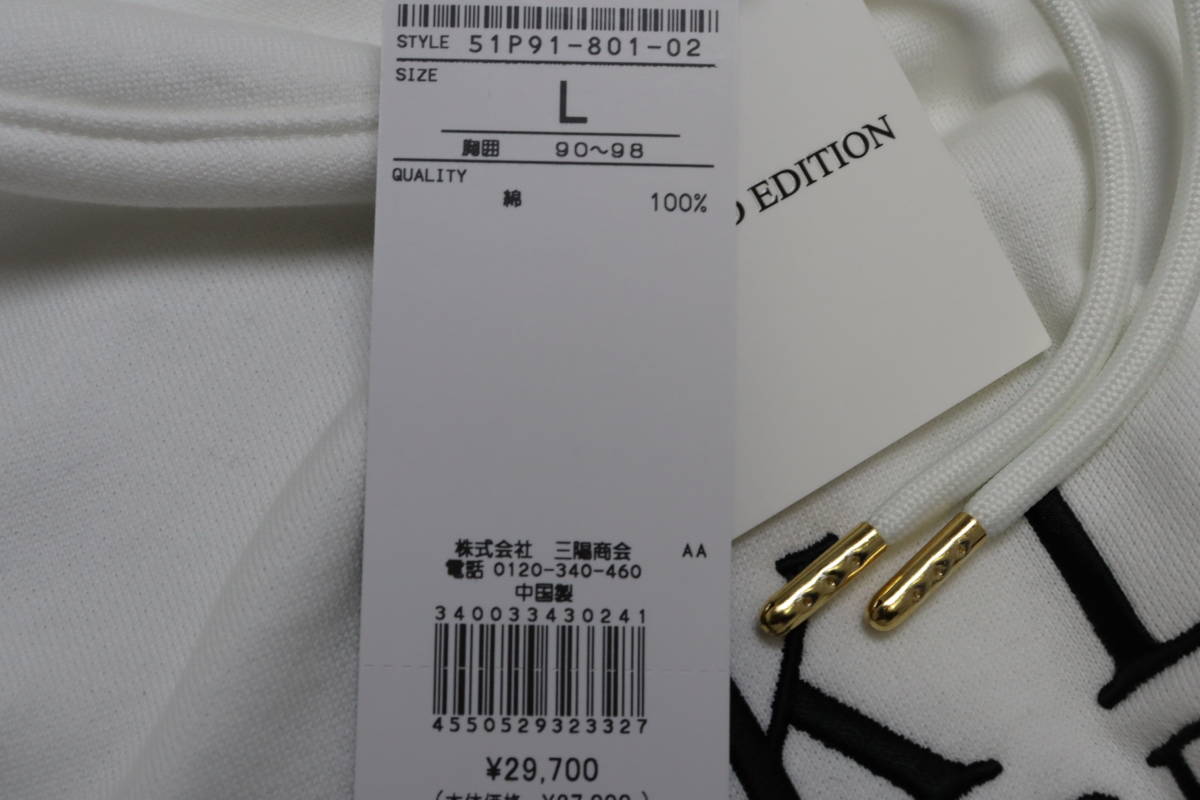 STYLE 51P91-801-02
SIZE
L
胸囲 90～98
QUALITY
綿 100%
株式会社 三陽商会 AA
電話 0120-340-460
中国製
340033430241
4550529323327
¥29,700
EDITION
K